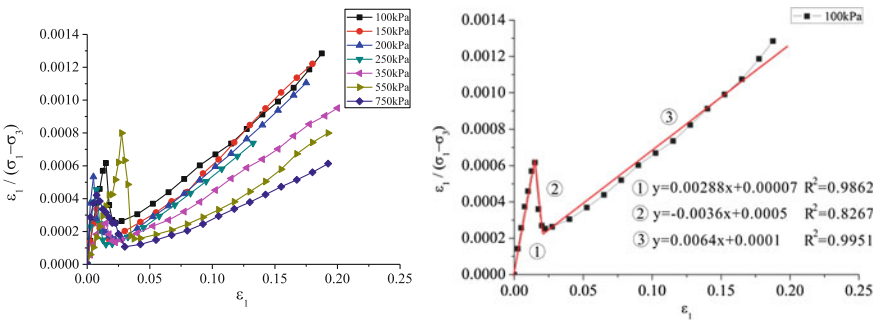 0.0014
0.0012
0.0010
0.0008
0.0006
0.0004
0.0002
0.0000
0.00 0.05 0.10 0.15 0.20 0.25
ε1 / (σ1−σ3)
ε1
100kPa
150kPa
200kPa
250kPa
350kPa
550kPa
750kPa
0.0014
0.0012
0.0010
0.0008
0.0006
0.0004
0.0002
0.0000
0.00 0.05 0.10 0.15 0.20 0.25
ε1 / (σ1−σ3)
ε1
100kPa
③
②
①
① y=0.00288x+0.00007 R²=0.9862
② y=-0.0036x+0.0005 R²=0.8267
③ y=0.0064x+0.0001 R²=0.9951